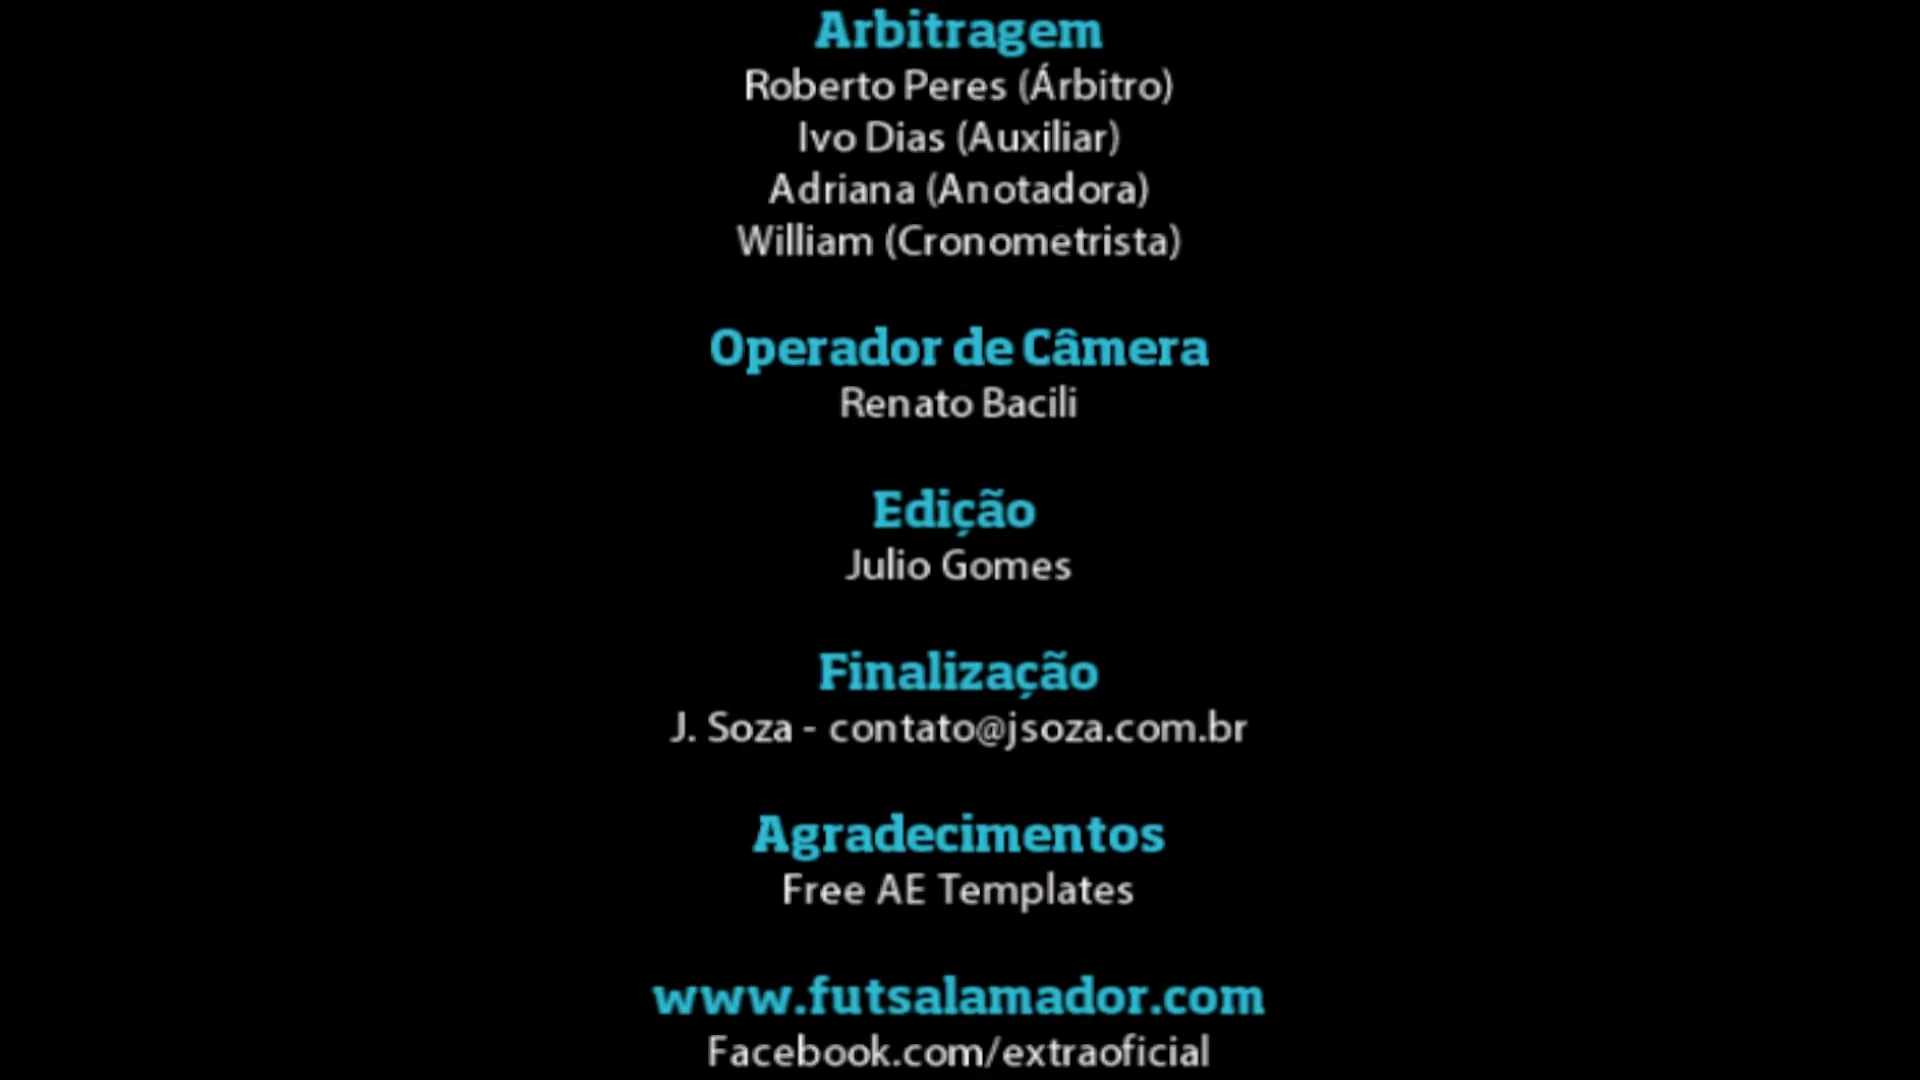 Arbitragem
Roberto Peres (Árbitro)
Ivo Dias (Auxiliar)
Adriana (Anotadora)
William (Cronometrista)
Operador de Câmera
Renato Bacili
Edição
Julio Gomes
Finalização
J. Soza - contato@jsoza.com.br
Agradecimentos
Free AE Templates
www.futsalamador.com
Facebook.com/extraoficial